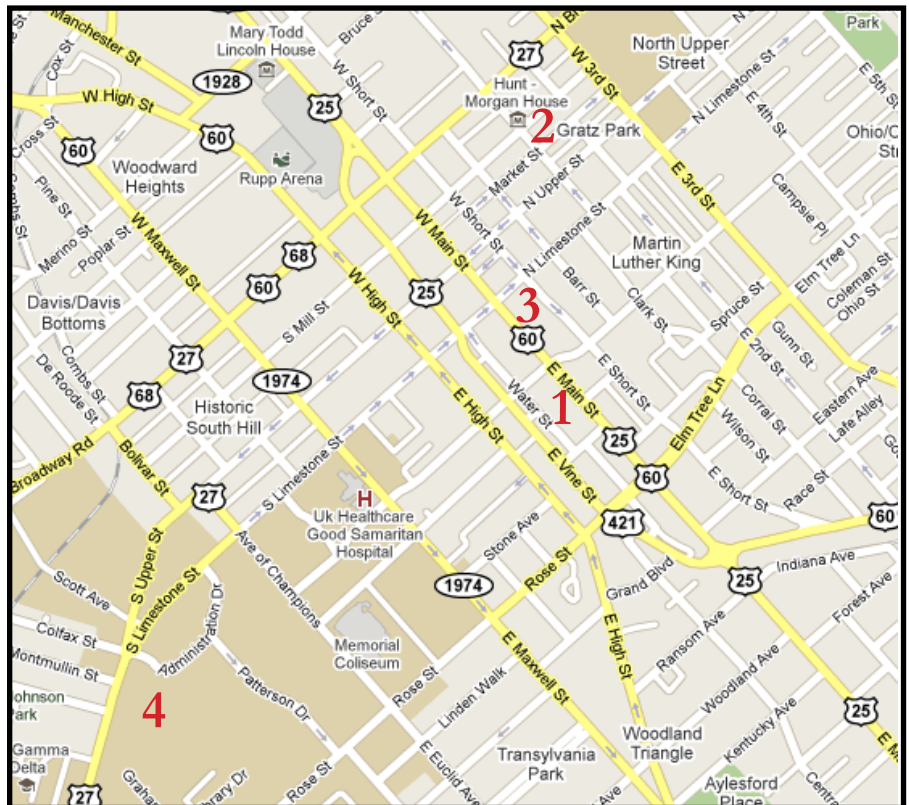 Manchester St
1928
Mary Todd
Lincoln House
Bruce
N
Park
W 3rd St
North Upper
Street
27
Cox St
W High St
25
W Short St
Hunt -
Morgan House
N Limestone St
E 5th St
E 4th St
60
60
Cross St
2
Gratz Park
Woodward
Heights
Rupp Arena
Market St
N Upper St
E 3rd St
Campsie Pl
Pine St
Merino St
Poplar St
W Maxwell St
W Short St
W Main St
N Limestone St
Martin
Luther King
Elm Tree Ln
Coleman St
Ohio St
68
60
W High St
25
Barr St
Clark St
Spruce St
Davis/Davis
Bottoms
S Mill St
3
60
E 2nd St
Gunn St
27
68
1974
Combs St
De Roode St
E Main St
E Short St
Eastern Ave
Lafe Alley
Historic
South Hill
E High St
Water St
1
25
Elm Tree Ln
Corral St
Wilson St
Broadway Rd
Bolivar St
S Limestone St
E Vine St
60
E Short St
Race St
27
H
Uk Healthcare
Good Samaritan
Hospital
421
60
Stone Ave
Rose St
Grand Blvd
Indiana Ave
25
S Upper St
S Limestone St
Ave of Champions
1974
Forest Ave
Scott Ave
Colfax St
Montmullin St
Administration Dr
Memorial
Coliseum
E High St
Ransom Ave
Woodland Ave
Patterson Dr
Rose St
Linden Walk
E Maxwell St
Kentucky Ave
25
4
Gamma
Delta
Transylvania
Park
Woodland
Triangle
27
Rose St
E Euclid Ave
Aylesford
Place